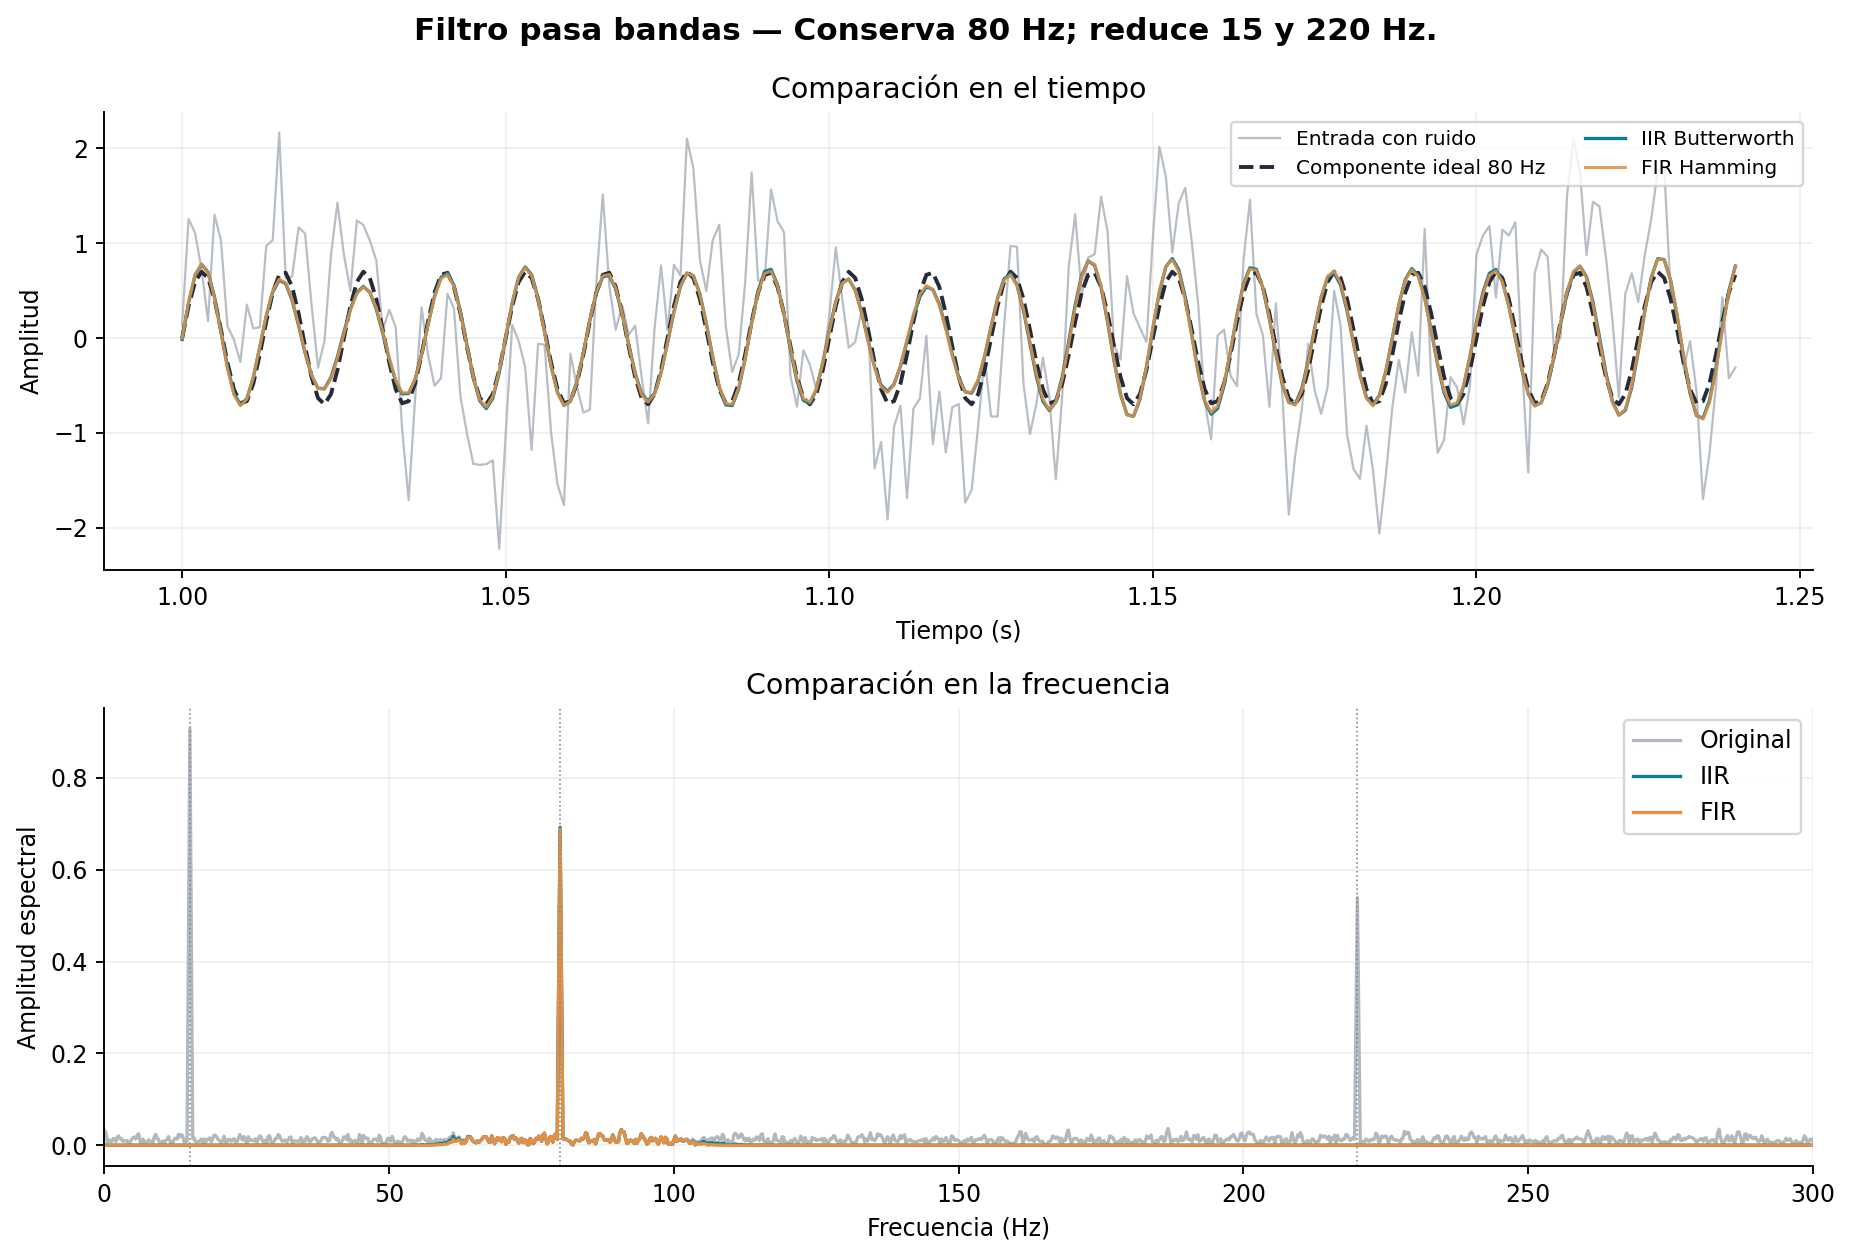 Filtro pasa bandas — Conserva 80 Hz; reduce 15 y 220 Hz.
Comparación en el tiempo
Entrada con ruido
Componente ideal 80 Hz
IIR Butterworth
FIR Hamming
Amplitud
2
1
0
−1
−2
1.00
1.05
1.10
1.15
1.20
1.25
Tiempo (s)
Comparación en la frecuencia
Original
IIR
FIR
Amplitud espectral
0.8
0.6
0.4
0.2
0.0
0
50
100
150
200
250
300
Frecuencia (Hz)